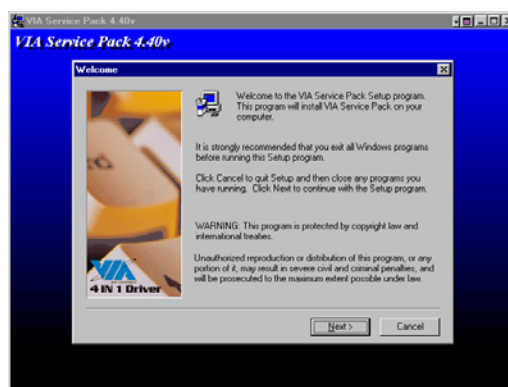 VIA Service Pack 4.40v
VIA Service Pack 4.40v
Welcome
Welcome to the VIA Service Pack Setup program.
This program will install VIA Service Pack on your
computer.
It is strongly recommended that you exit all Windows programs
before running this Setup program.
Click Cancel to quit Setup and then close any programs you
have running. Click Next to continue with the Setup program.
WARNING: This program is protected by copyright law and
international treaties.
Unauthorized reproduction or distribution of this program, or any
portion of it, may result in severe civil and criminal penalties, and
will be prosecuted to the maximum extent possible under law.
VIA
4 IN 1 Driver
Next >
Cancel